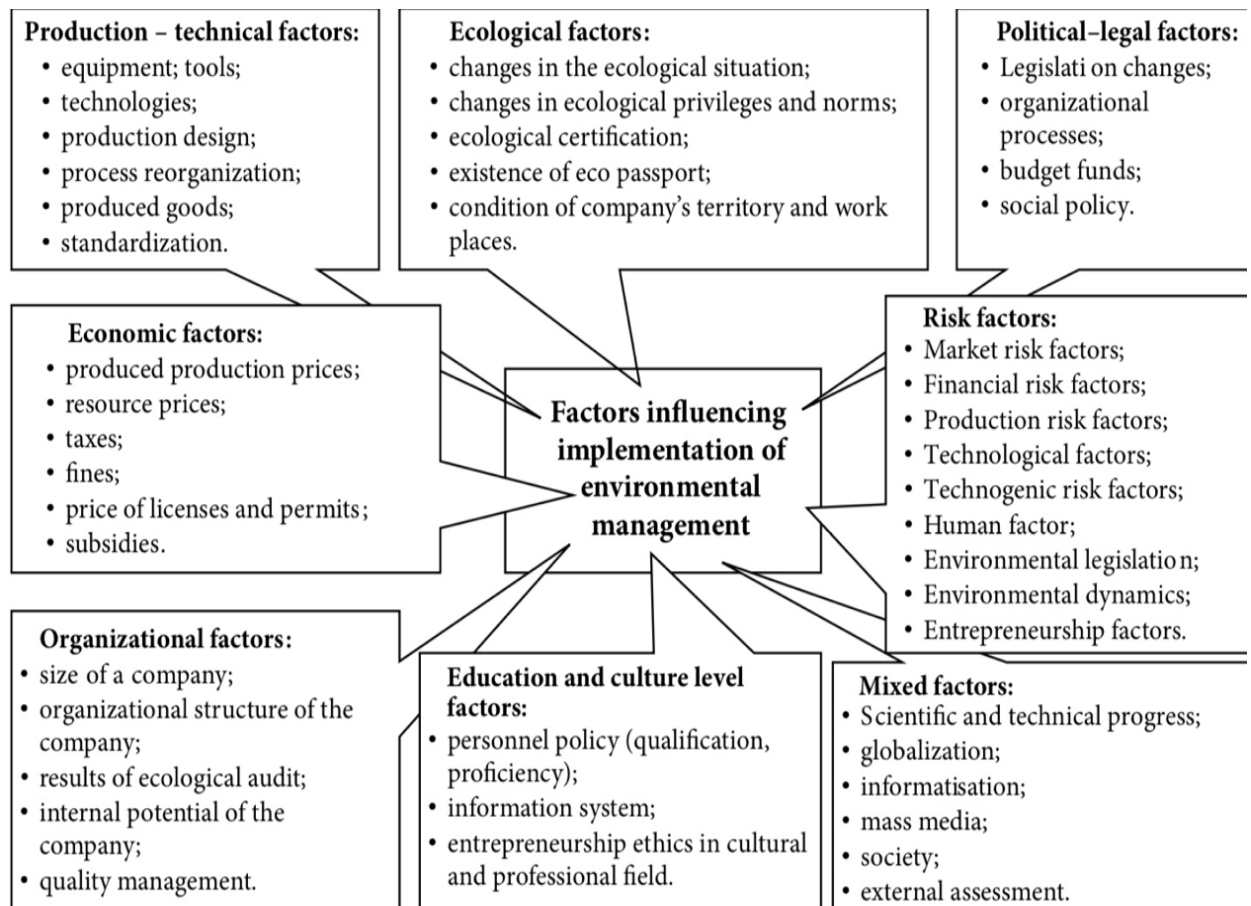 Production – technical factors:
• equipment; tools;
• technologies;
• production design;
• process reorganization;
• produced goods;
• standardization.
Ecological factors:
• changes in the ecological situation;
• changes in ecological privileges and norms;
• ecological certification;
• existence of eco passport;
• condition of company's territory and work
places.
Political–legal factors:
• Legislati on changes;
• organizational
processes;
• budget funds;
• social policy.
Economic factors:
• produced production prices;
• resource prices;
• taxes;
• fines;
• price of licenses and permits;
• subsidies.
Factors influencing
implementation of
environmental
management
Risk factors:
• Market risk factors;
• Financial risk factors;
• Production risk factors;
• Technological factors;
• Technogenic risk factors;
• Human factor;
• Environmental legislation;
• Environmental dynamics;
• Entrepreneurship factors.
Organizational factors:
• size of a company;
• organizational structure of the
company;
• results of ecological audit;
• internal potential of the
company;
• quality management.
Education and culture level
factors:
• personnel policy (qualification,
proficiency);
• information system;
• entrepreneurship ethics in cultural
and professional field.
Mixed factors:
• Scientific and technical progress;
• globalization;
• informatisation;
• mass media;
• society;
• external assessment.